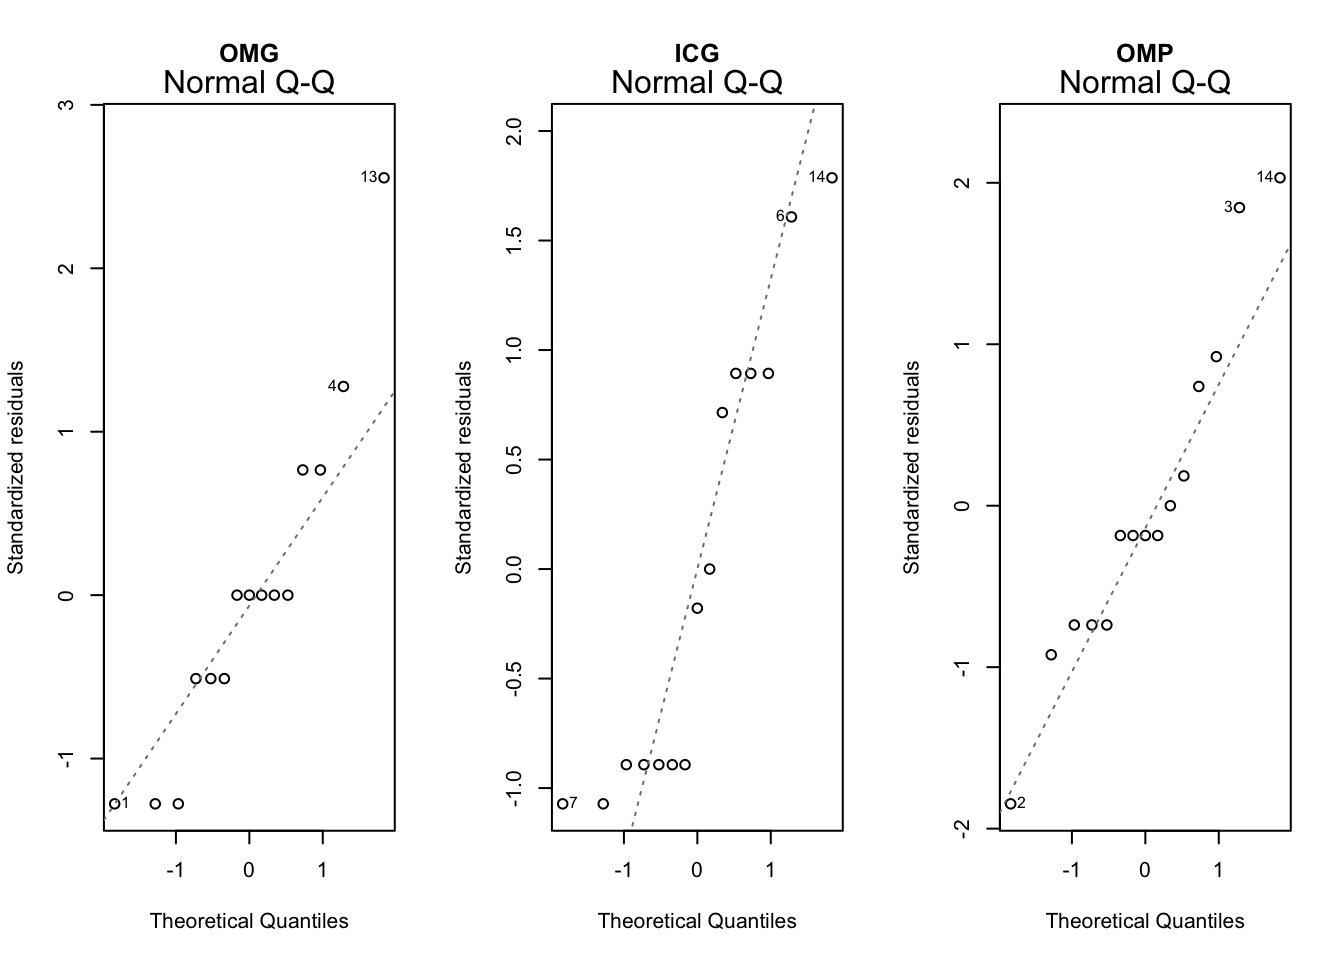 OMG
Normal Q-Q
3
2
1
0
-1
13
4
1
-1 0 1
Standardized residuals
Theoretical Quantiles
ICG
Normal Q-Q
2.0
1.5
1.0
0.5
0.0
-0.5
-1.0
14
6
7
-1 0 1
Standardized residuals
Theoretical Quantiles
OMP
Normal Q-Q
2
1
0
-1
-2
14
3
2
-1 0 1
Standardized residuals
Theoretical Quantiles